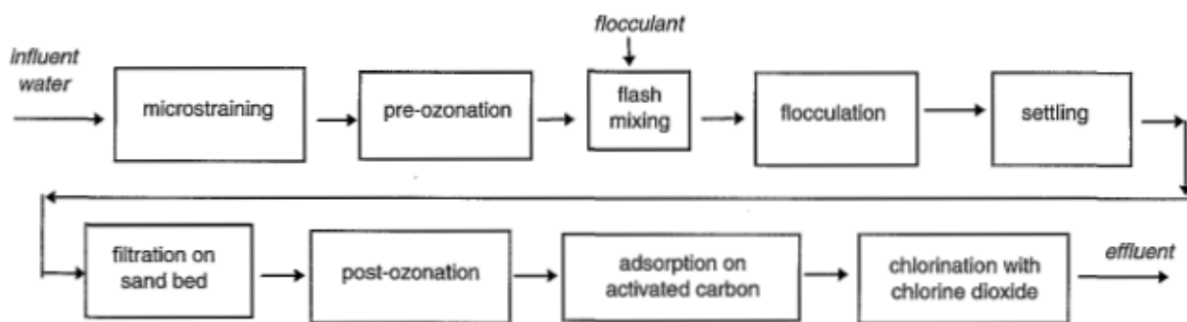 flocculant
influent
water
microstraining
pre-ozonation
flash
mixing
flocculation
settling
filtration on
sand bed
post-ozonation
adsorption on
activated carbon
chlorination with
chlorine dioxide
effluent